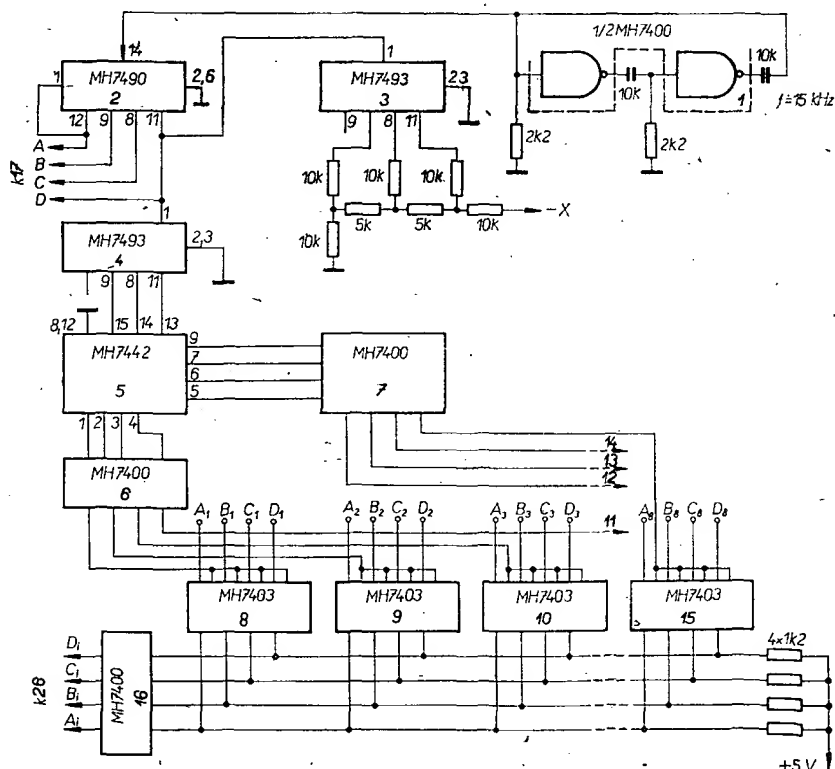 1/2MH7400
14
1
MH7490
2
2,6
12 9 8 11
A
B
C
D
k17
1
MH7493
3
2,3
9 8 11
10k
10k
10k
5k
5k
10k
10k
-X
10k
10k
1
f=15 kHz
2k2
2k2
1
MH7493
4
2,3
9 8 11
8,12 15 14 13
MH7442
5
9
7
6
5
1 2 3 4
MH7400
7
14
13
12
11
MH7400
6
A1 B1 C1 D1
A2 B2 C2 D2
A3 B3 C3 D3
A8 B8 C8 D8
MH7403
8
MH7403
9
MH7403
10
MH7403
15
4×1k2
Di
Ci
Bi
Ai
k28
MH7400
16
+5V